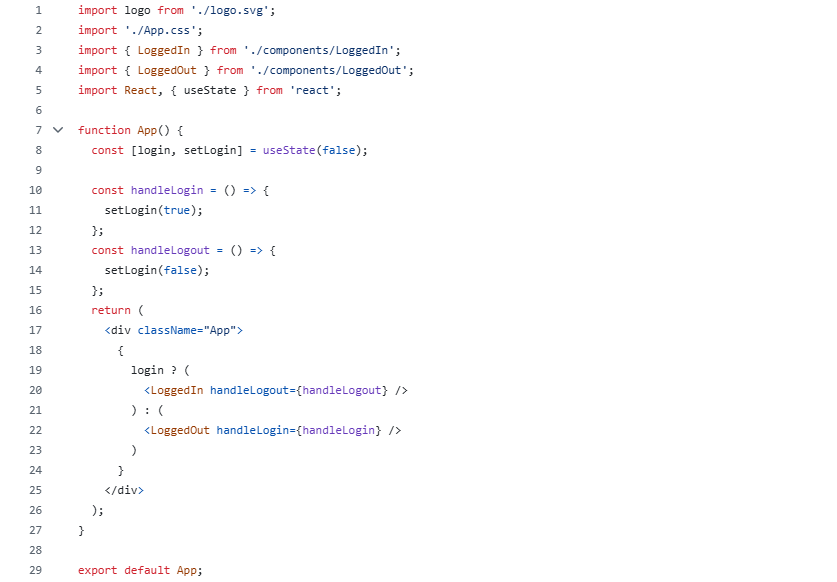 1 import logo from './logo.svg';
2 import './App.css';
3 import { LoggedIn } from './components/LoggedIn';
4 import { LoggedOut } from './components/LoggedOut';
5 import React, { useState } from 'react';
6
7 function App() {
8   const [login, setLogin] = useState(false);
9
10   const handleLogin = () => {
11     setLogin(true);
12   };
13   const handleLogout = () => {
14     setLogin(false);
15   };
16   return (
17     <div className="App">
18       {
19         login ? (
20           <LoggedIn handleLogout={handleLogout} />
21         ) : (
22           <LoggedOut handleLogin={handleLogin} />
23         )
24       }
25     </div>
26   );
27 }
28
29 export default App;